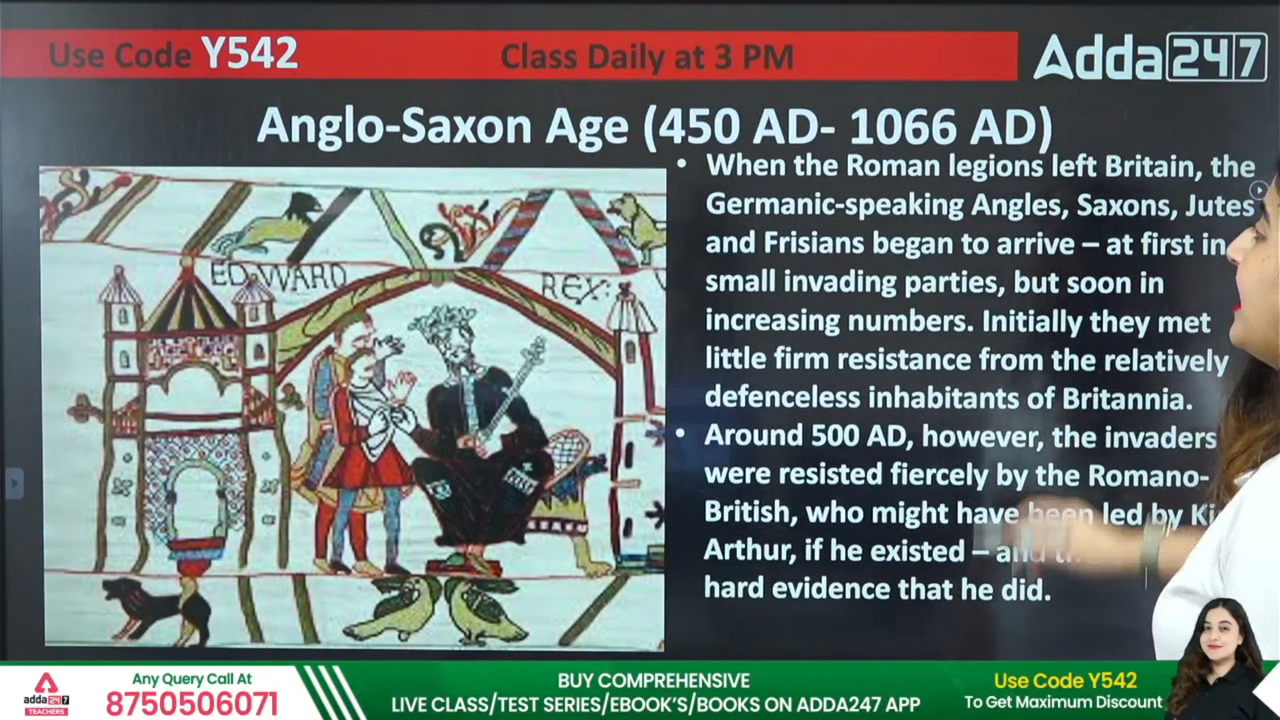 Use Code Y542
Class Daily at 3 PM
Adda247
Anglo-Saxon Age (450 AD- 1066 AD)
EDWARD
REX:
• When the Roman legions left Britain, the
Germanic-speaking Angles, Saxons, Jutes
and Frisians began to arrive – at first in
small invading parties, but soon in
increasing numbers. Initially they met
little firm resistance from the relatively
defenceless inhabitants of Britannia.
• Around 500 AD, however, the invaders
were resisted fiercely by the Romano-
British, who might have been led by
Arthur, if he existed –
hard evidence that he did.
adda247
TEACHERS
Any Query Call At
8750506071
BUY COMPREHENSIVE
LIVE CLASS/TEST SERIES/EBOOK'S/BOOKS ON ADDA247 APP
Use Code Y542
To Get Maximum Discount